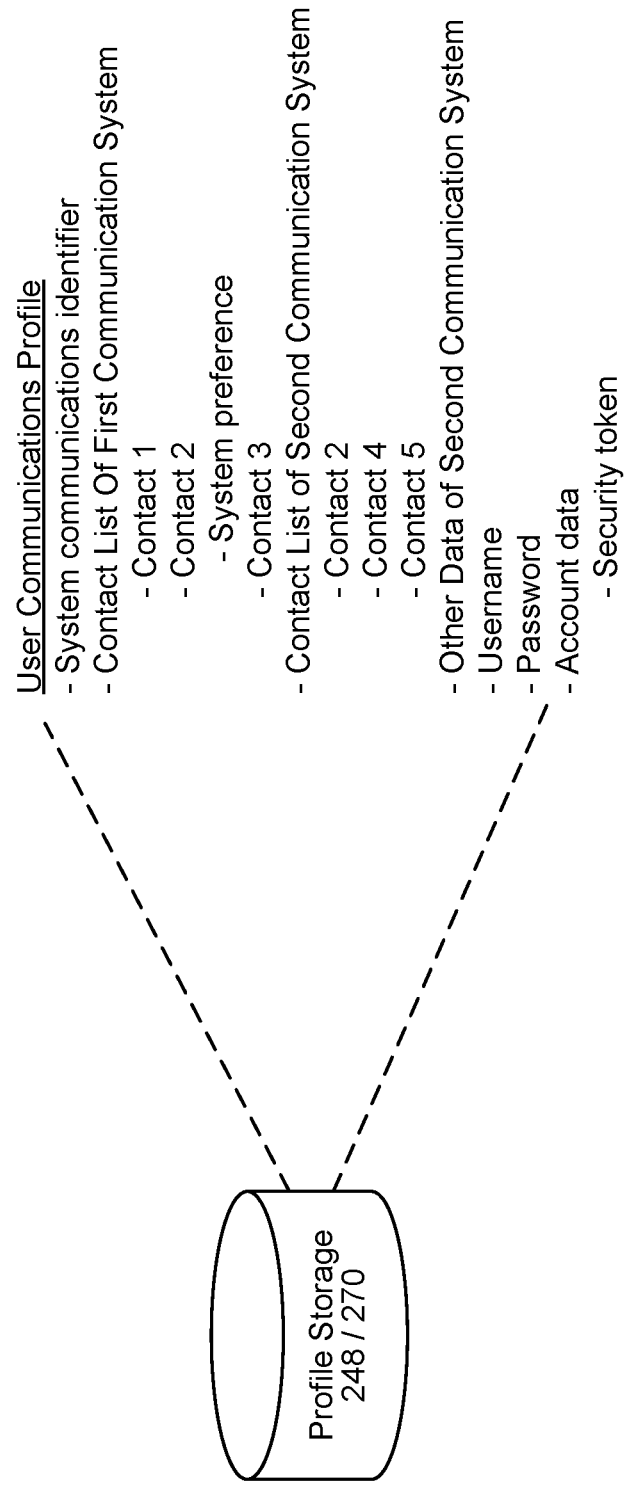 User Communications Profile
- System communications identifier
- Contact List Of First Communication System
- Contact 1
- Contact 2
- System preference
- Contact 3
- Contact List of Second Communication System
- Contact 2
- Contact 4
- Contact 5
- Other Data of Second Communication System
- Username
- Password
- Account data
- Security token
Profile Storage
248 / 270